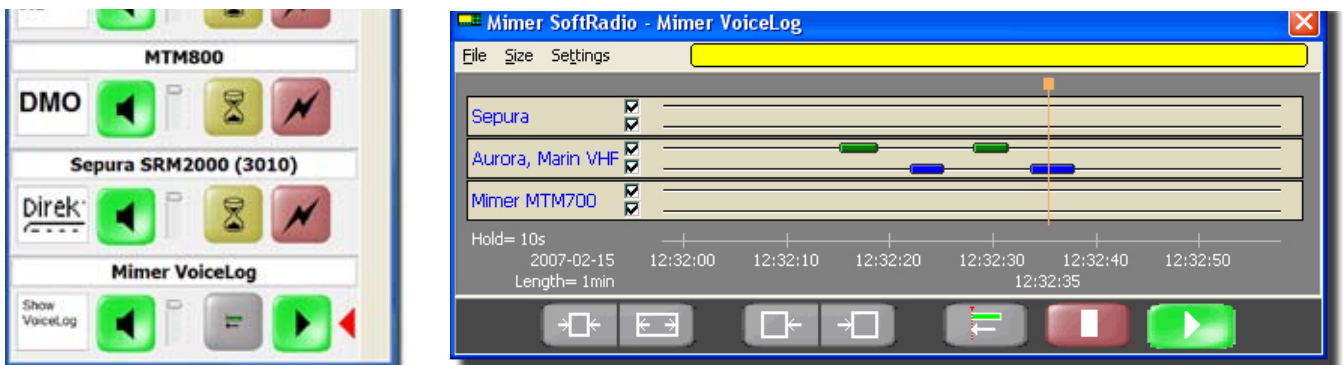 MTM800
DMO
Sepura SRM2000 (3010)
Direk
Mimer VoiceLog
Show
VoiceLog
Mimer SoftRadio - Mimer VoiceLog
File Size Settings
Sepura
Aurora, Marin VHF
Mimer MTM700
Hold= 10s
2007-02-15 12:32:00 12:32:10 12:32:20 12:32:30 12:32:40 12:32:50
Length= 1min 12:32:35